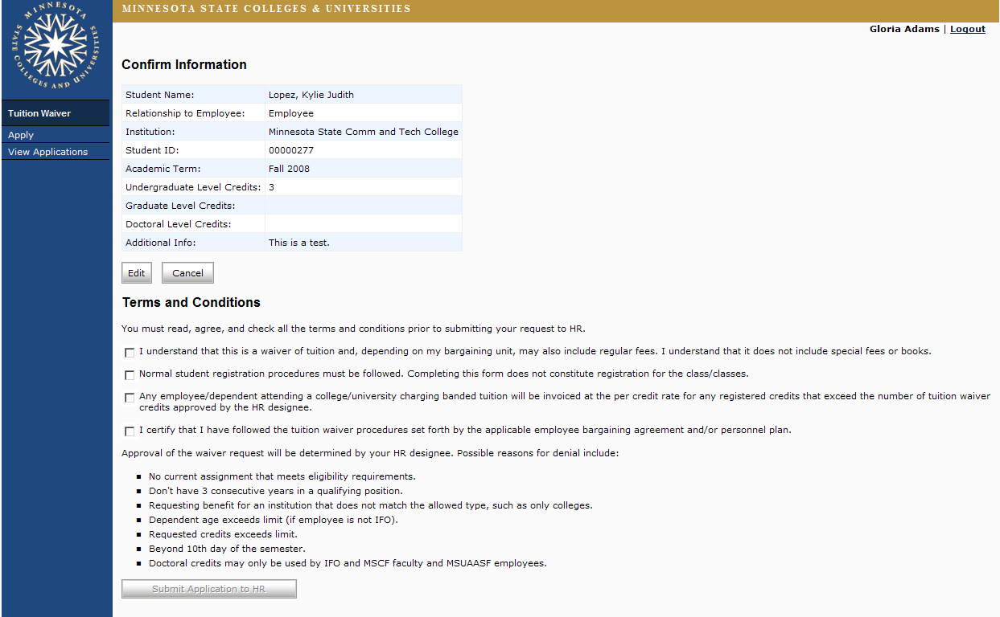 MINNESOTA
STATE COLLEGES AND UNIVERSITIES
MINNESOTA STATE COLLEGES & UNIVERSITIES
Gloria Adams | Logout
Tuition Waiver
Apply
View Applications
Confirm Information
Student Name: Lopez, Kylie Judith
Relationship to Employee: Employee
Institution: Minnesota State Comm and Tech College
Student ID: 00000277
Academic Term: Fall 2008
Undergraduate Level Credits: 3
Graduate Level Credits:
Doctoral Level Credits:
Additional Info: This is a test.
Edit Cancel
Terms and Conditions
You must read, agree, and check all the terms and conditions prior to submitting your request to HR.
I understand that this is a waiver of tuition and, depending on my bargaining unit, may also include regular fees. I understand that it does not include special fees or books.
Normal student registration procedures must be followed. Completing this form does not constitute registration for the class/classes.
Any employee/dependent attending a college/university charging banded tuition will be invoiced at the per credit rate for any registered credits that exceed the number of tuition waiver
credits approved by the HR designee.
I certify that I have followed the tuition waiver procedures set forth by the applicable employee bargaining agreement and/or personnel plan.
Approval of the waiver request will be determined by your HR designee. Possible reasons for denial include:
No current assignment that meets eligibility requirements.
Don't have 3 consecutive years in a qualifying position.
Requesting benefit for an institution that does not match the allowed type, such as only colleges.
Dependent age exceeds limit (if employee is not IFO).
Requested credits exceeds limit.
Beyond 10th day of the semester.
Doctoral credits may only be used by IFO and MSCF faculty and MSUAASF employees.
Submit Application to HR